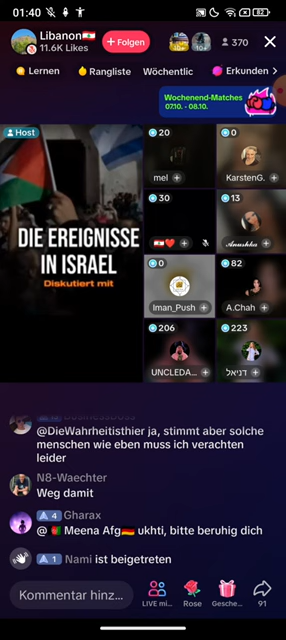 01:40
82
Libanon🇱🇧
11.6K Likes
+ Folgen
10+
370
Lernen
Rangliste
Wöchentlic
Erkunden >
Wochenend-Matches
07.10. - 08.10.
Host
DIE EREIGNISSE
IN ISRAEL
Diskutiert mit
20
mel +
0
KarstenG. +
30
🇱🇧❤️ +
13
𝓐𝓷𝓾𝓼𝓱𝓴𝓪 +
0
Iman_Push +
82
A.Chah +
206
UNCLEDA... +
223
דניאל +
@DieWahrheitisthier ja, stimmt aber solche
menschen wie eben muss ich verachten
leider
N8-Waechter
Weg damit
4 Gharax
@ 🇦🇫 Meena Afg🇩🇪 ukhti, bitte beruhig dich
1 Nami ist beigetreten
Kommentar hinz...
LIVE mi...
Rose
Gesche...
91